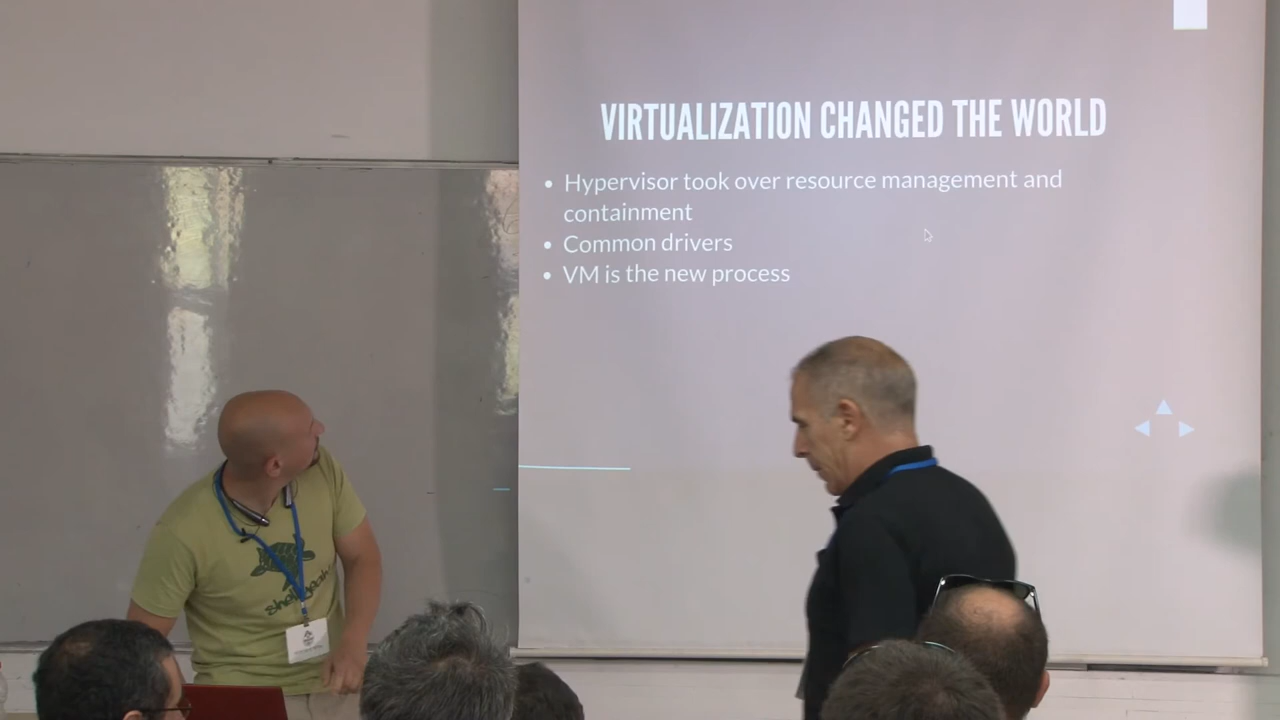 VIRTUALIZATION CHANGED THE WORLD
• Hypervisor took over resource management and
containment
• Common drivers
• VM is the new process